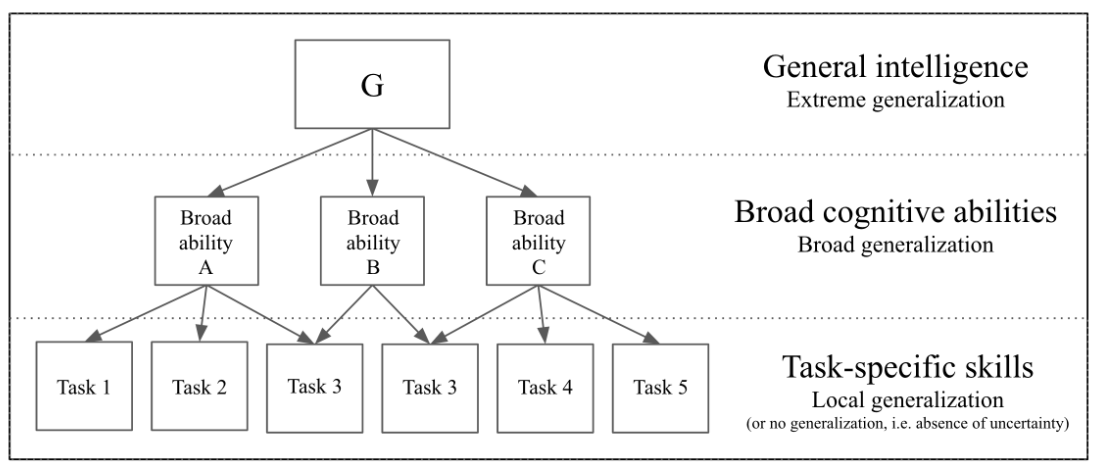 G
General intelligence
Extreme generalization
Broad
ability
A
Broad
ability
B
Broad
ability
C
Broad cognitive abilities
Broad generalization
Task 1
Task 2
Task 3
Task 3
Task 4
Task 5
Task-specific skills
Local generalization
(or no generalization, i.e. absence of uncertainty)